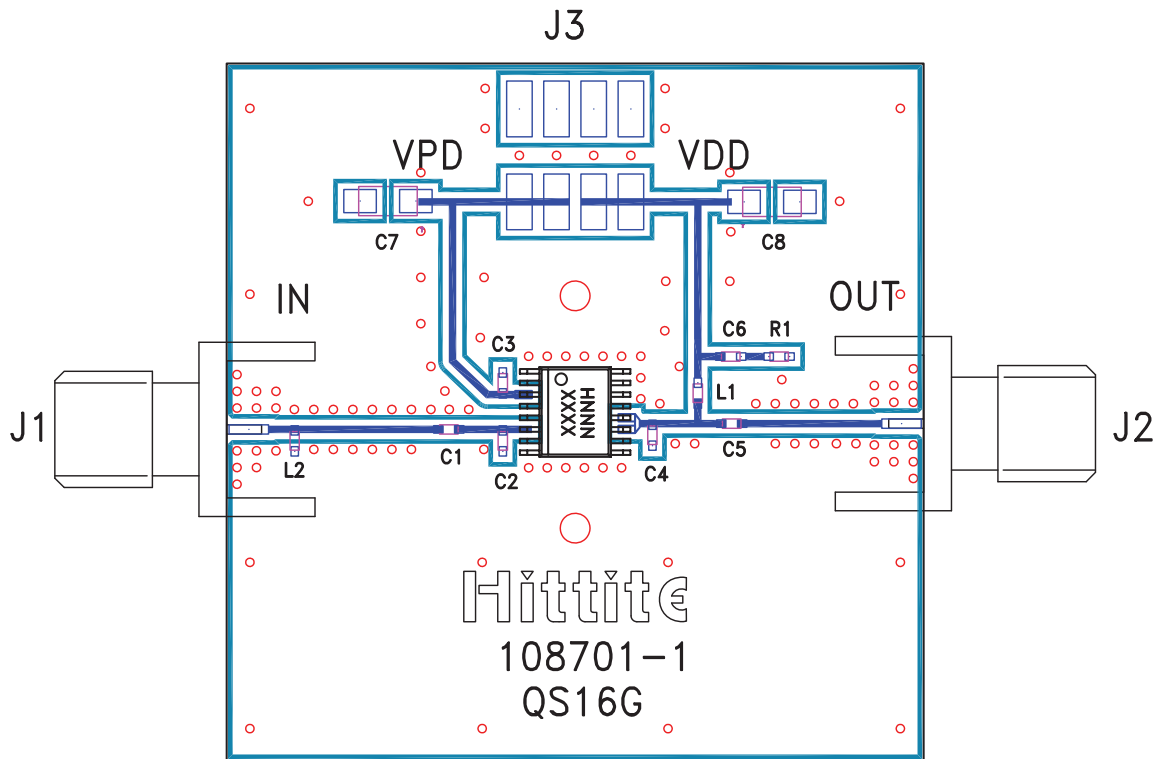 J3
VPD
VDD
C7
C8
IN
OUT
C3
C6
R1
L1
HNNN
XXXX
J1
J2
L2
C1
C2
C4
C5
Hittite
108701-1
QS16G